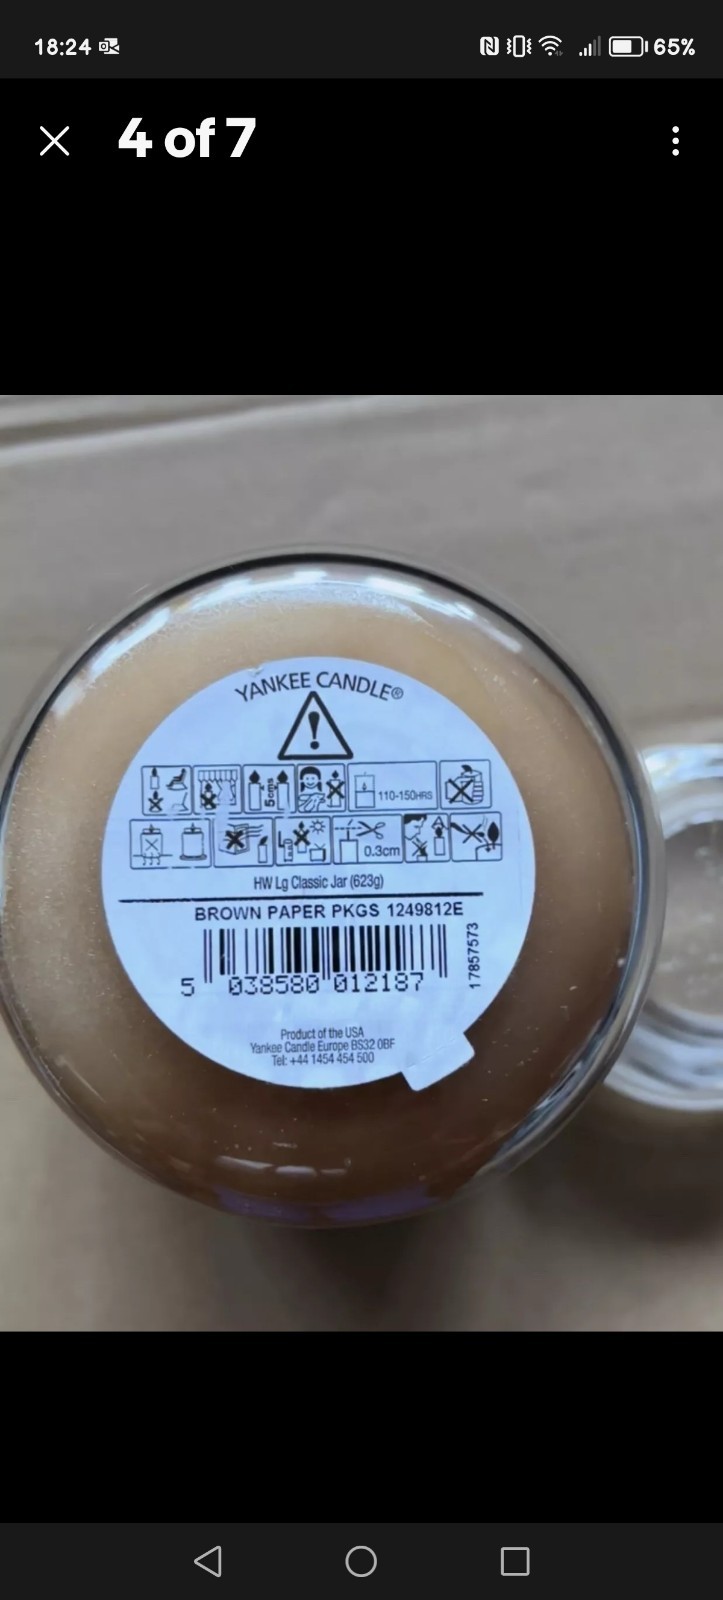 18:24
65%
4 of 7
YANKEE CANDLE®
5cms
110-150HRS
0.3cm
HW Lg Classic Jar (623g)
BROWN PAPER PKGS 1249812E
17857573
5 038580 012187
Product of the USA
Yankee Candle Europe BS32 0BF
Tel: +44 1454 454 500